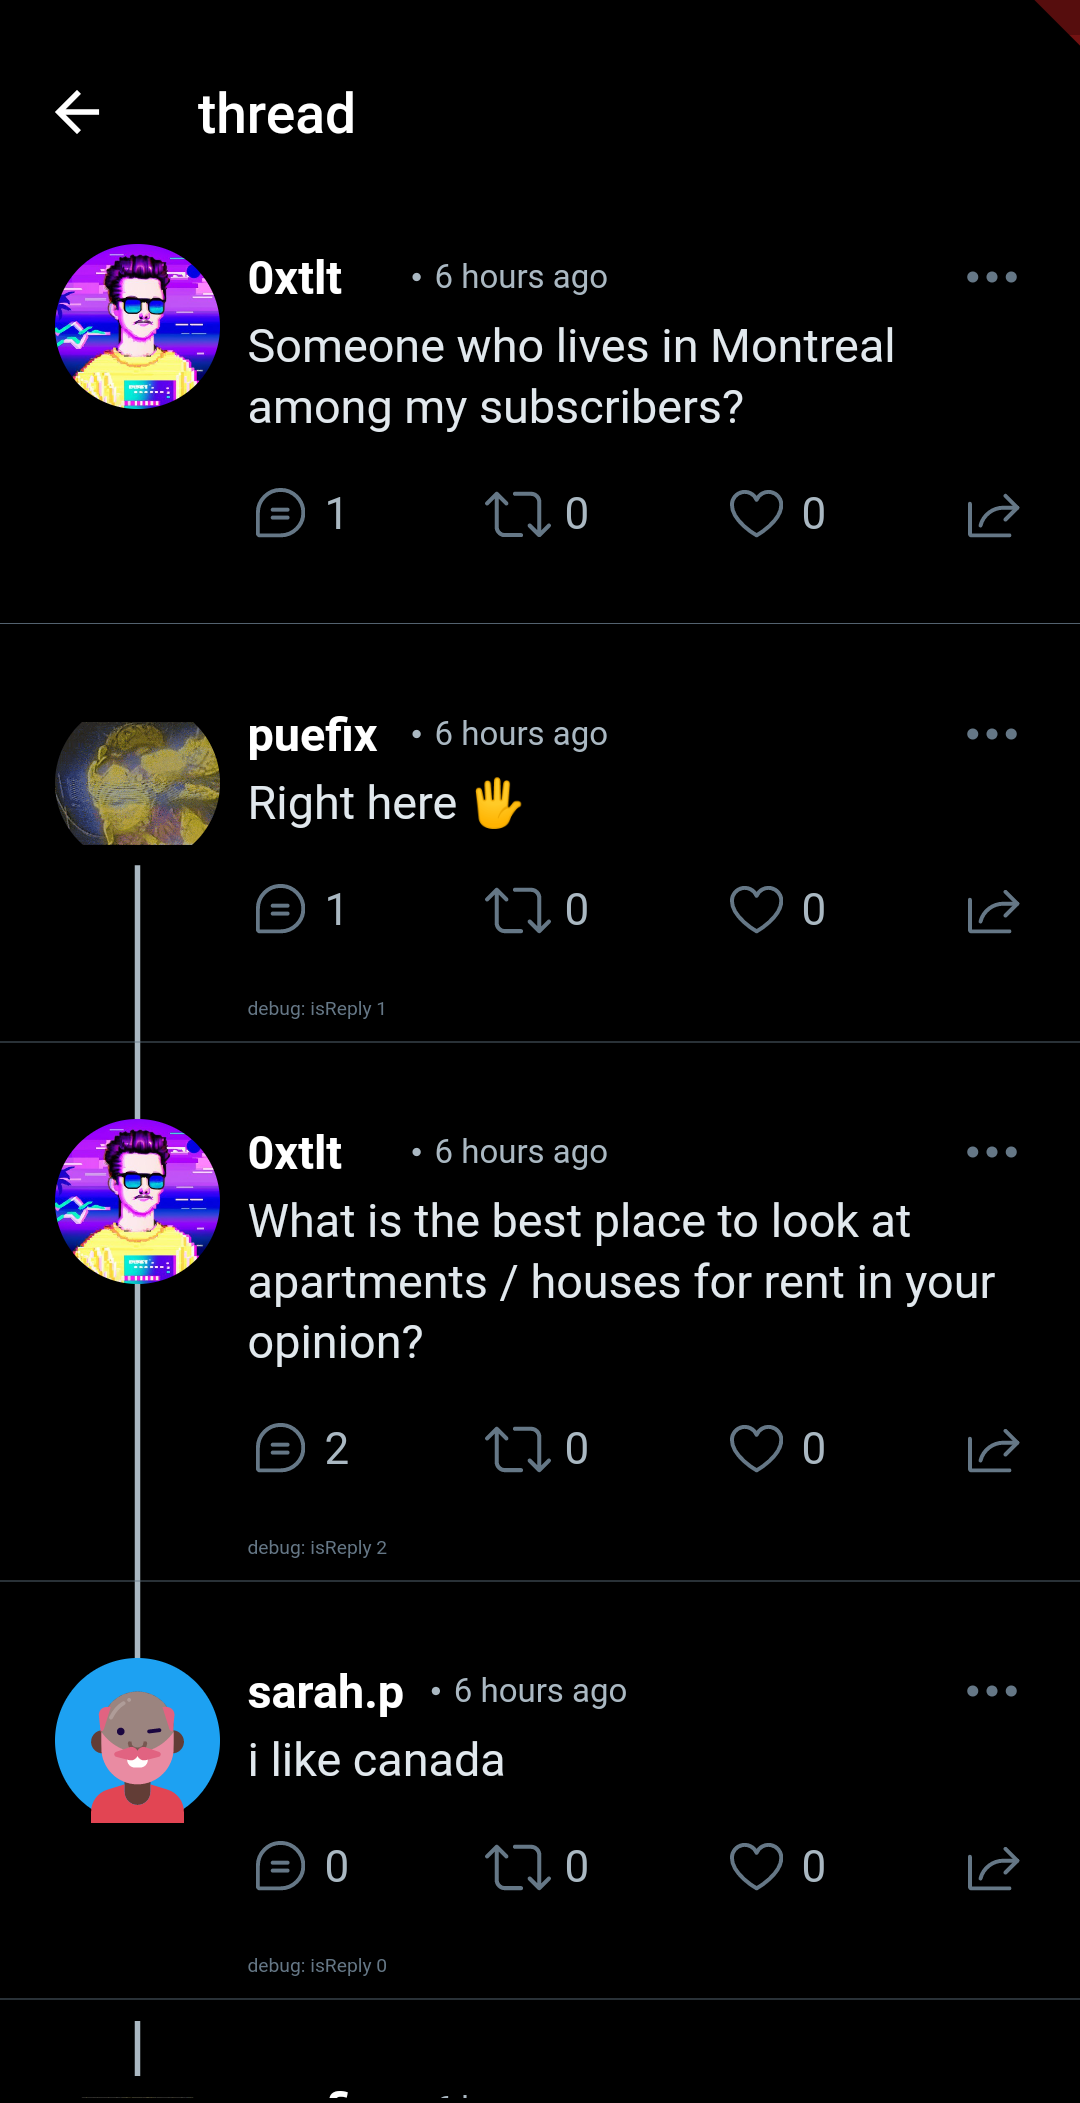 thread
0xtlt • 6 hours ago
Someone who lives in Montreal
among my subscribers?
1 0 0
puefix • 6 hours ago
Right here 🖐
1 0 0
debug: isReply 1
0xtlt • 6 hours ago
What is the best place to look at
apartments / houses for rent in your
opinion?
2 0 0
debug: isReply 2
sarah.p • 6 hours ago
i like canada
0 0 0
debug: isReply 0